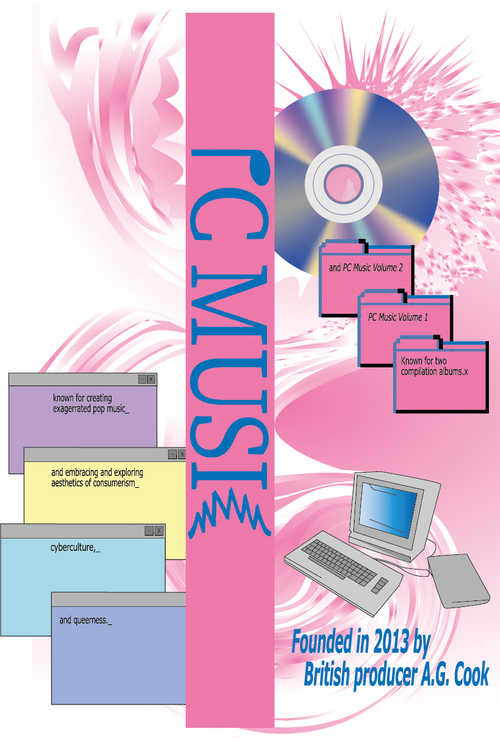 PC MUSIC
and PC Music Volume 2
PC Music Volume 1
Known for two
compilation albums.x
known for creating
exagerrated pop music_
and embracing and exploring
aesthetics of consumerism_
cyberculture,_
and queerness._
Founded in 2013 by
British producer A.G. Cook